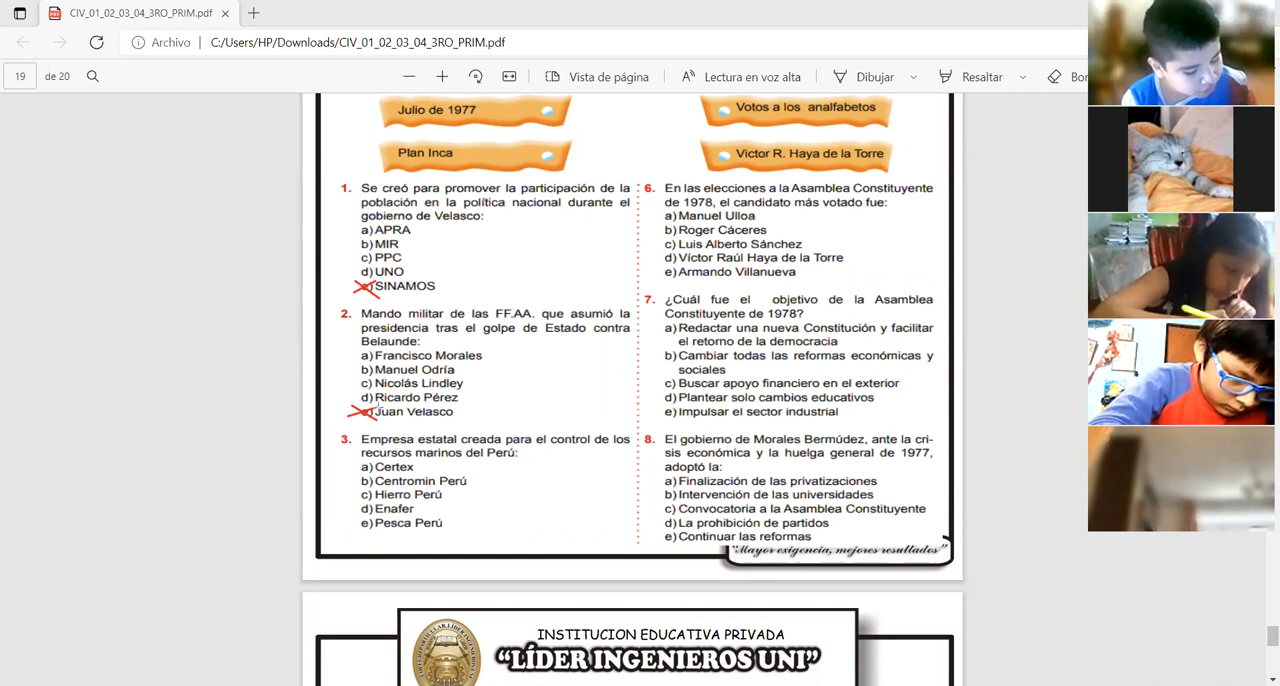 CIV_01_02_03_04_3RO_PRIM.pdf
Archivo | C:/Users/HP/Downloads/CIV_01_02_03_04_3RO_PRIM.pdf
19 de 20 Vista de página Lectura en voz alta Dibujar Resaltar Bor
Julio de 1977
Votos a los analfabetos
Plan Inca
Victor R. Haya de la Torre
1. Se creó para promover la participación de la
población en la política nacional durante el
gobierno de Velasco:
a) APRA
b) MIR
c) PPC
d) UNO
e) SINAMOS
2. Mando militar de las FF.AA. que asumió la
presidencia tras el golpe de Estado contra
Belaunde:
a) Francisco Morales
b) Manuel Odría
c) Nicolás Lindley
d) Ricardo Pérez
e) Juan Velasco
3. Empresa estatal creada para el control de los
recursos marinos del Perú:
a) Certex
b) Centromin Perú
c) Hierro Perú
d) Enafer
e) Pesca Perú
6. En las elecciones a la Asamblea Constituyente
de 1978, el candidato más votado fue:
a) Manuel Ulloa
b) Roger Cáceres
c) Luis Alberto Sánchez
d) Víctor Raúl Haya de la Torre
e) Armando Villanueva
7. ¿Cuál fue el objetivo de la Asamblea
Constituyente de 1978?
a) Redactar una nueva Constitución y facilitar
el retorno de la democracia
b) Cambiar todas las reformas económicas y
sociales
c) Buscar apoyo financiero en el exterior
d) Plantear solo cambios educativos
e) Impulsar el sector industrial
8. El gobierno de Morales Bermúdez, ante la cri-
sis económica y la huelga general de 1977,
adoptó la:
a) Finalización de las privatizaciones
b) Intervención de las universidades
c) Convocatoria a la Asamblea Constituyente
d) La prohibición de partidos
e) Continuar las reformas
"Mayor exigencia, mejores resultados"
INSTITUCION EDUCATIVA PRIVADA
"LÍDER INGENIEROS UNI"